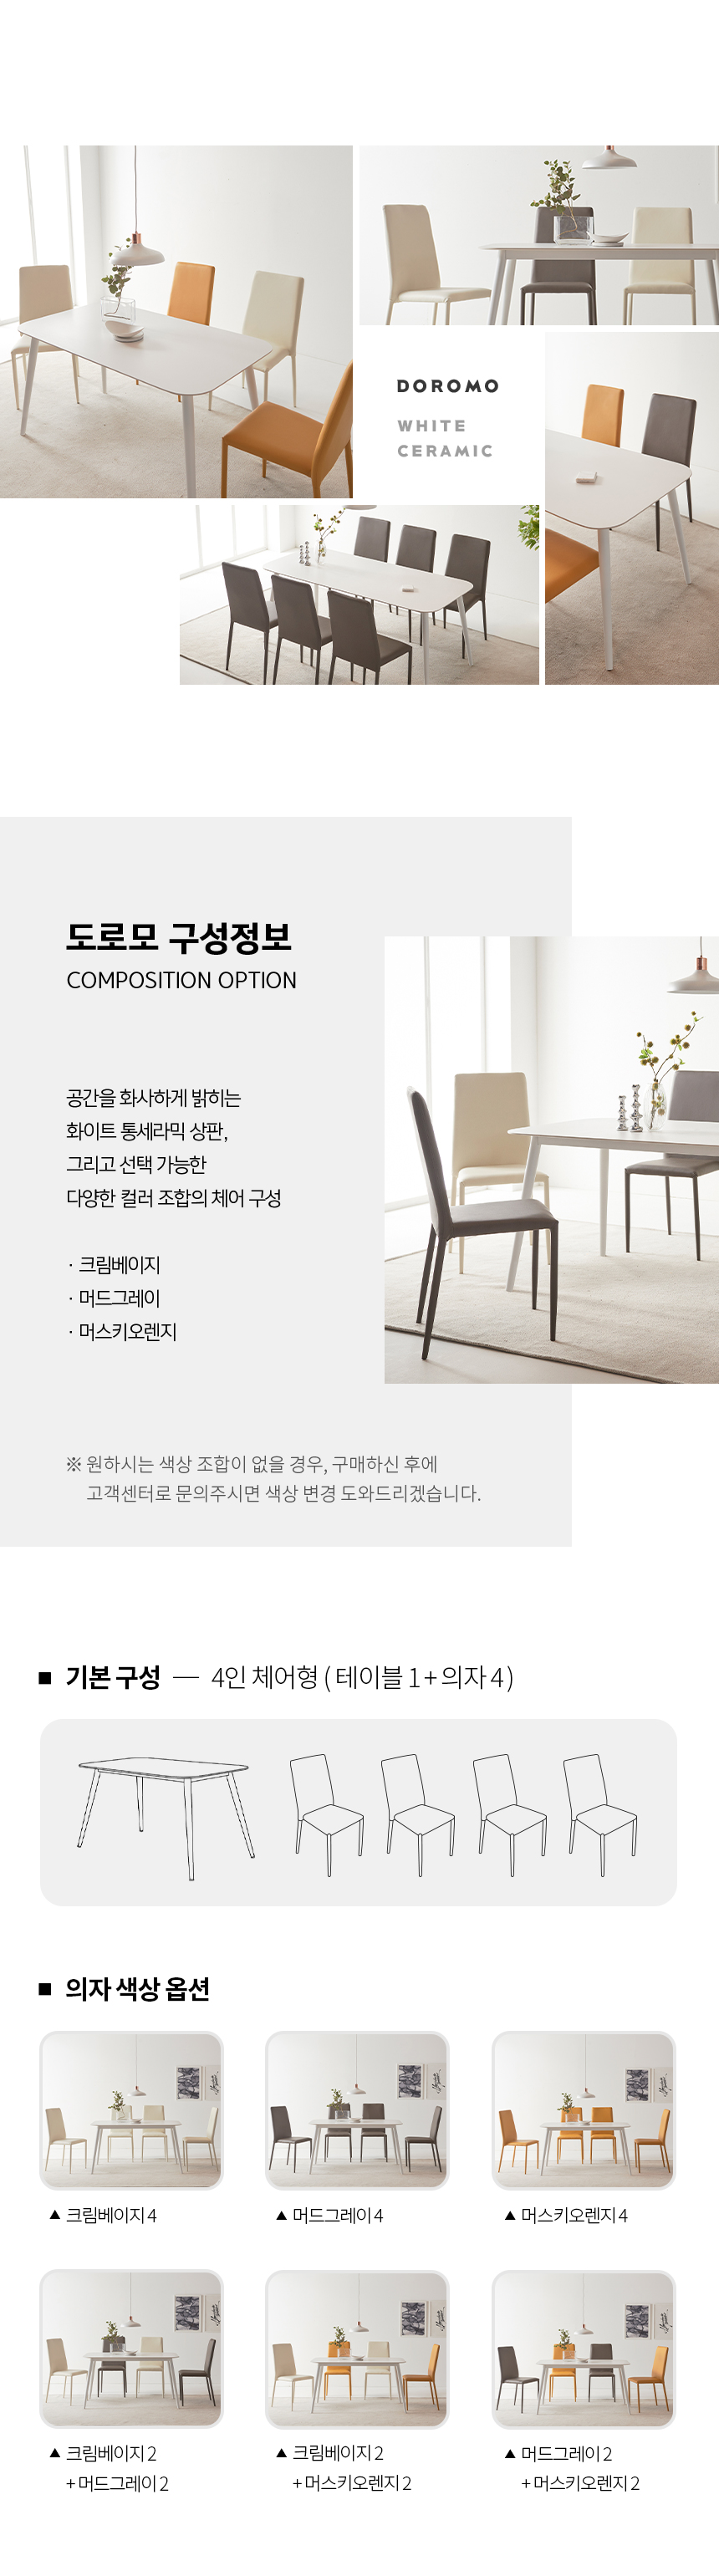 DOROMO
WHITE
CERAMIC
도로모 구성정보
COMPOSITION OPTION
공간을 화사하게 밝히는
화이트 통세라믹 상판,
그리고 선택 가능한
다양한 컬러 조합의 체어 구성
· 크림베이지
· 머드그레이
· 머스키오렌지
※ 원하시는 색상 조합이 없을 경우, 구매하신 후에
고객센터로 문의주시면 색상 변경 도와드리겠습니다.
■ 기본 구성 — 4인 체어형 ( 테이블 1 + 의자 4 )
■ 의자 색상 옵션
▲ 크림베이지 4
▲ 머드그레이 4
▲ 머스키오렌지 4
▲ 크림베이지 2
+ 머드그레이 2
▲ 크림베이지 2
+ 머스키오렌지 2
▲ 머드그레이 2
+ 머스키오렌지 2